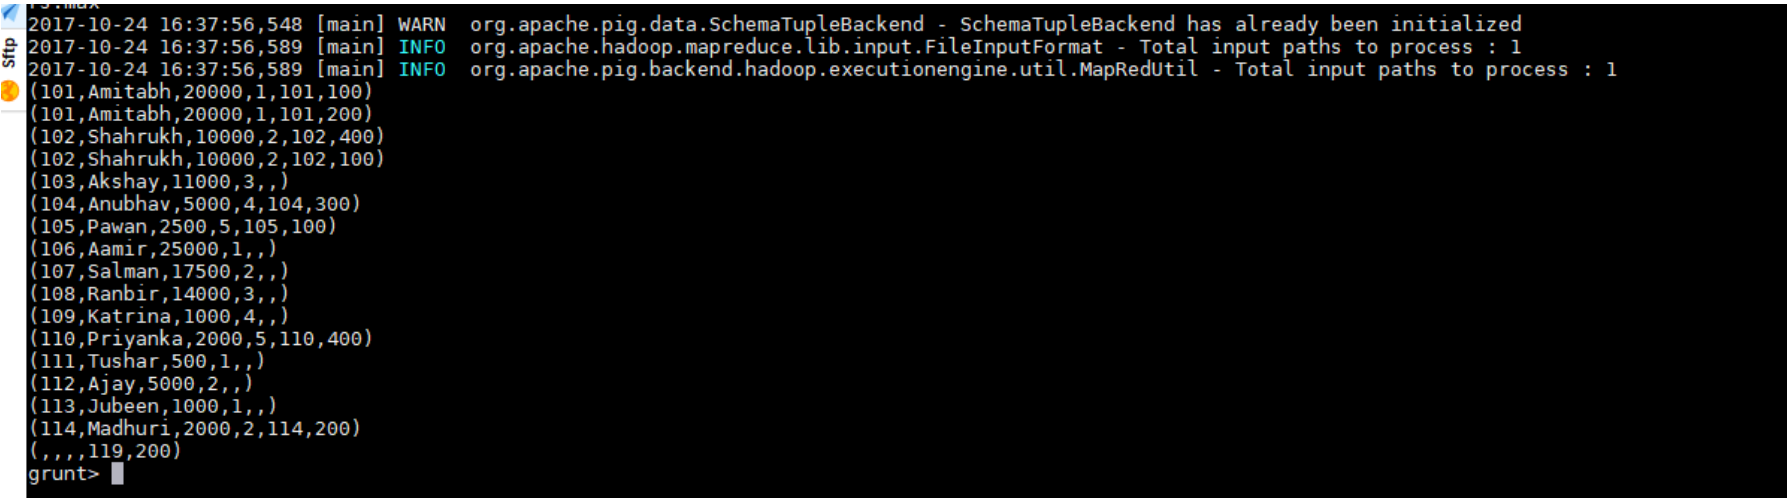 2017-10-24 16:37:56,548 [main] WARN  org.apache.pig.data.SchemaTupleBackend - SchemaTupleBackend has already been initialized
2017-10-24 16:37:56,589 [main] INFO  org.apache.hadoop.mapreduce.lib.input.FileInputFormat - Total input paths to process : 1
2017-10-24 16:37:56,589 [main] INFO  org.apache.pig.backend.hadoop.executionengine.util.MapRedUtil - Total input paths to process : 1
(101,Amitabh,20000,1,101,100)
(101,Amitabh,20000,1,101,200)
(102,Shahrukh,10000,2,102,400)
(102,Shahrukh,10000,2,102,100)
(103,Akshay,11000,3,,)
(104,Anubhav,5000,4,104,300)
(105,Pawan,2500,5,105,100)
(106,Aamir,25000,1,,)
(107,Salman,17500,2,,)
(108,Ranbir,14000,3,,)
(109,Katrina,1000,4,,)
(110,Priyanka,2000,5,110,400)
(111,Tushar,500,1,,)
(112,Ajay,5000,2,,)
(113,Jubeen,1000,1,,)
(114,Madhuri,2000,2,114,200)
(,,,,119,200)
grunt>
Sftp